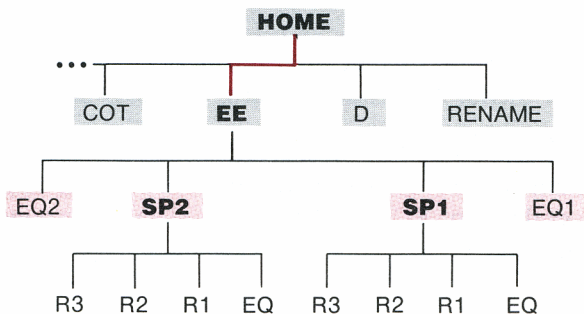 HOME
...
COT EE D RENAME
EQ2 SP2 SP1 EQ1
R3 R2 R1 EQ R3 R2 R1 EQ